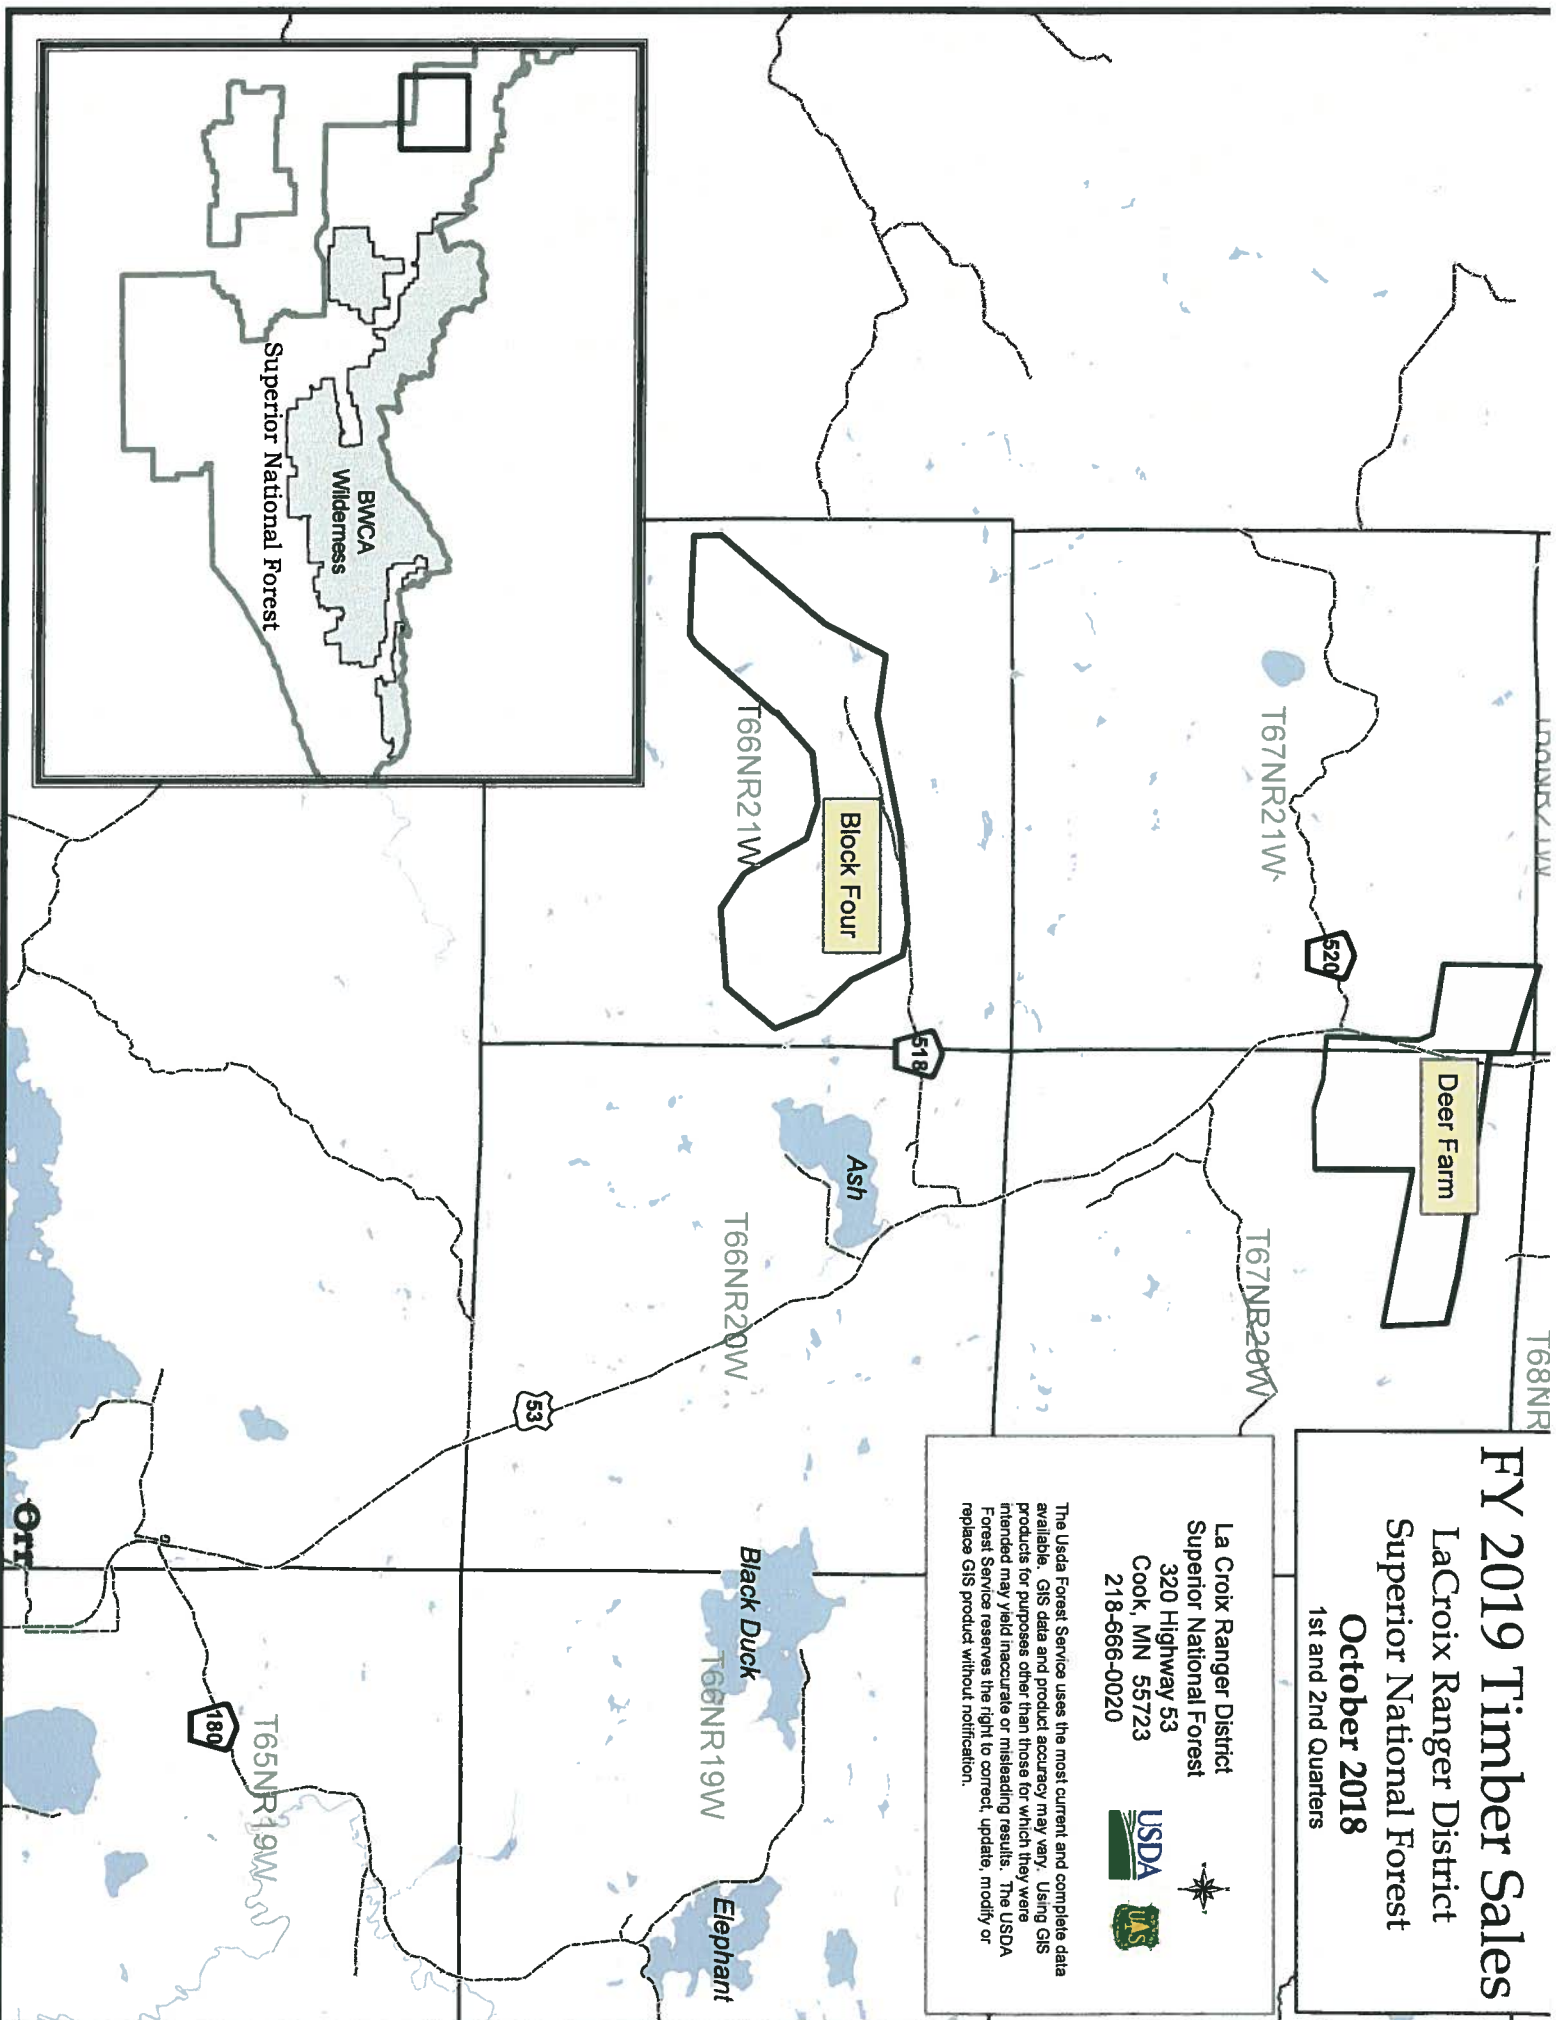 FY 2019 Timber Sales
LaCroix Ranger District
Superior National Forest
October 2018
1st and 2nd Quarters
La Croix Ranger District
Superior National Forest
320 Highway 53
Cook, MN 55723
218-666-0020
USDA
UAS
The Usda Forest Service uses the most current and complete data
available. GIS data and product accuracy may vary. Using GIS
products for purposes other than those for which they were
intended may yield inaccurate or misleading results. The USDA
Forest Service reserves the right to correct, update, modify or
replace GIS product without notification.
T68NR
Deer Farm
520
T67NR21W
T67NR20W
518
Block Four
Ash
T66NR21W
T66NR20W
Black Duck
T66NR19W
Elephant
53
180
T65NR19W
Orr
BWCA
Wilderness
Superior National Forest